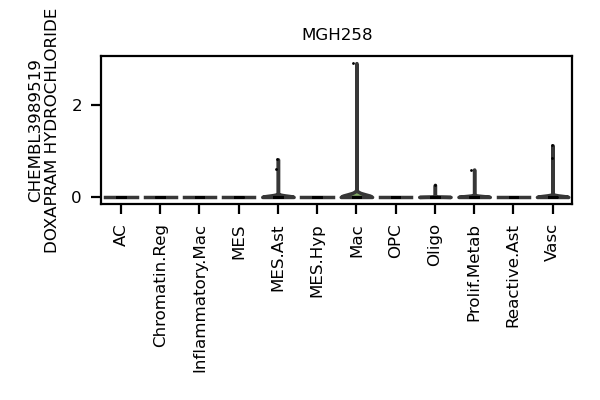 MGH258
CHEMBL3989519
DOXAPRAM HYDROCHLORIDE
2
0
AC
Chromatin.Reg
Inflammatory.Mac
MES
MES.Ast
MES.Hyp
Mac
OPC
Oligo
Prolif.Metab
Reactive.Ast
Vasc